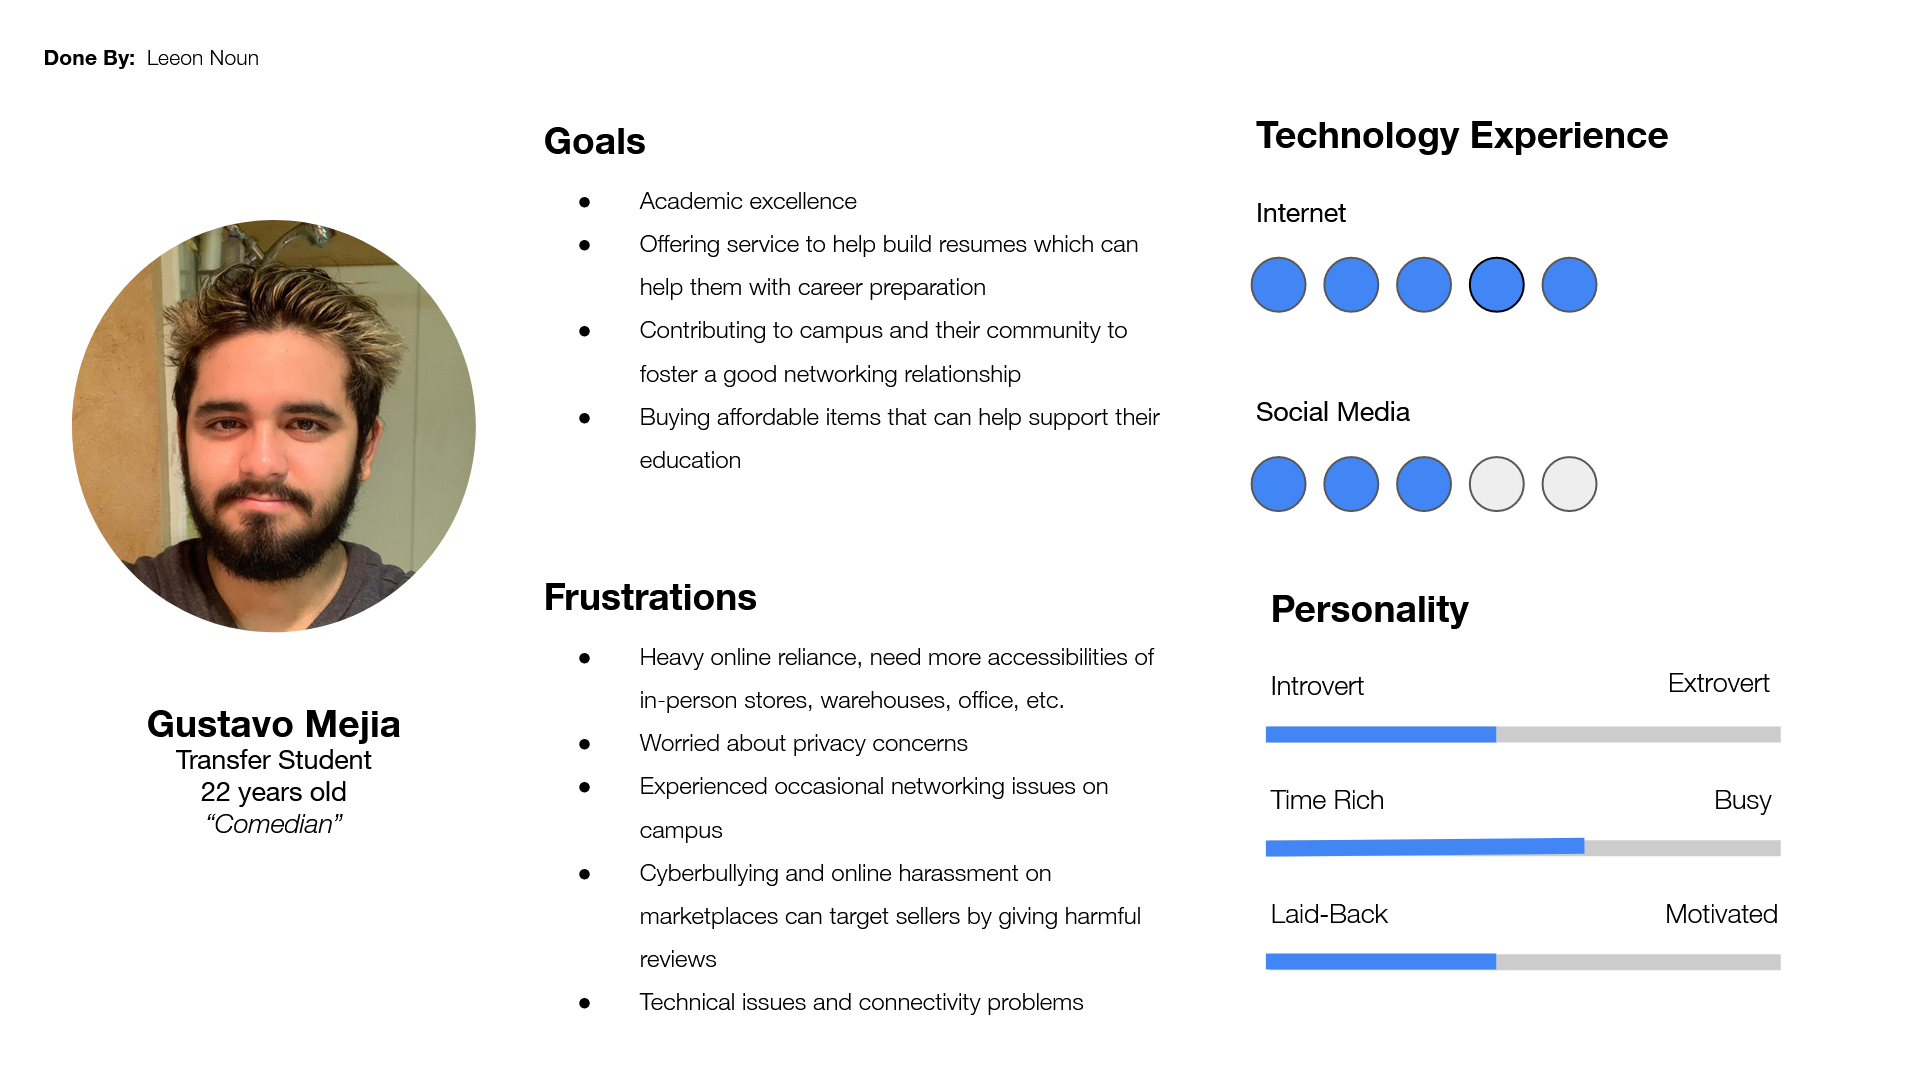 Done By: Leeon Noun
Gustavo Mejia
Transfer Student
22 years old
“Comedian”
Goals
● Academic excellence
● Offering service to help build resumes which can
help them with career preparation
● Contributing to campus and their community to
foster a good networking relationship
● Buying affordable items that can help support their
education
Frustrations
● Heavy online reliance, need more accessibilities of
in-person stores, warehouses, office, etc.
● Worried about privacy concerns
● Experienced occasional networking issues on
campus
● Cyberbullying and online harassment on
marketplaces can target sellers by giving harmful
reviews
● Technical issues and connectivity problems
Technology Experience
Internet
Social Media
Personality
Introvert Extrovert
Time Rich Busy
Laid-Back Motivated